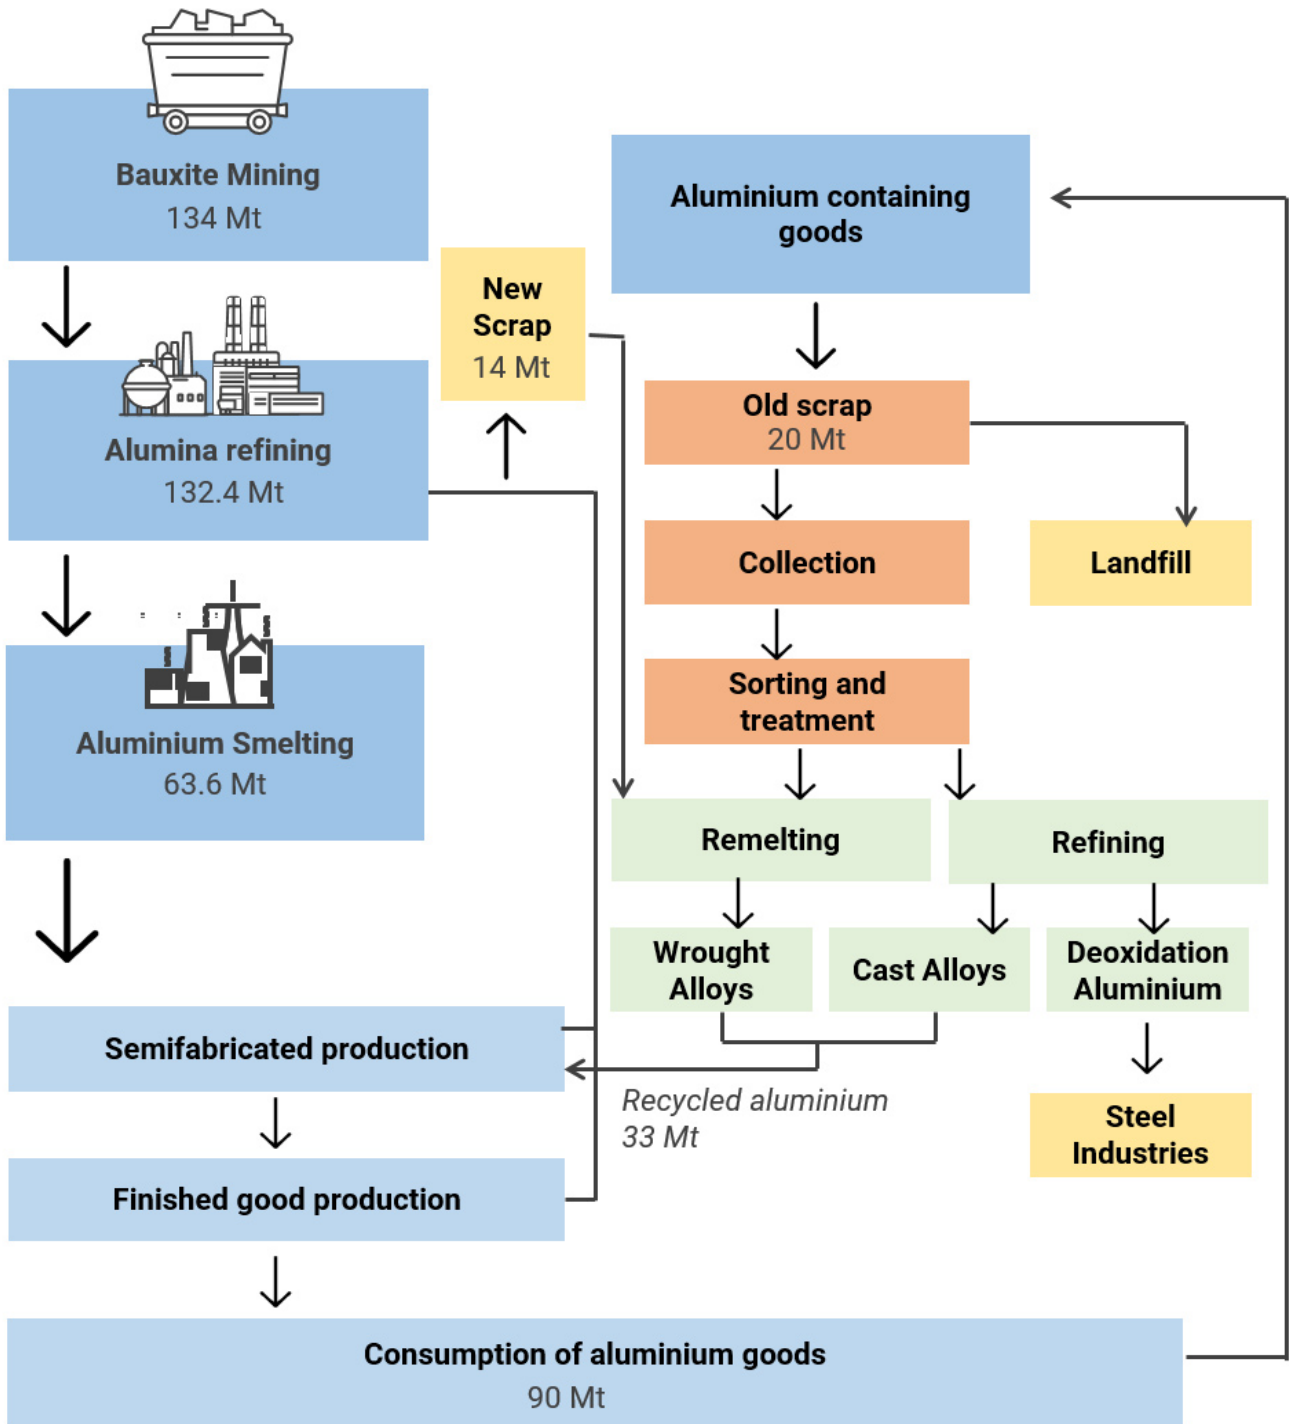 Bauxite Mining
134 Mt
Alumina refining
132.4 Mt
Aluminium Smelting
63.6 Mt
New
Scrap
14 Mt
Aluminium containing
goods
Old scrap
20 Mt
Collection
Landfill
Sorting and
treatment
Remelting
Refining
Wrought
Alloys
Cast Alloys
Deoxidation
Aluminium
Semifabricated production
Recycled aluminium
33 Mt
Steel
Industries
Finished good production
Consumption of aluminium goods
90 Mt